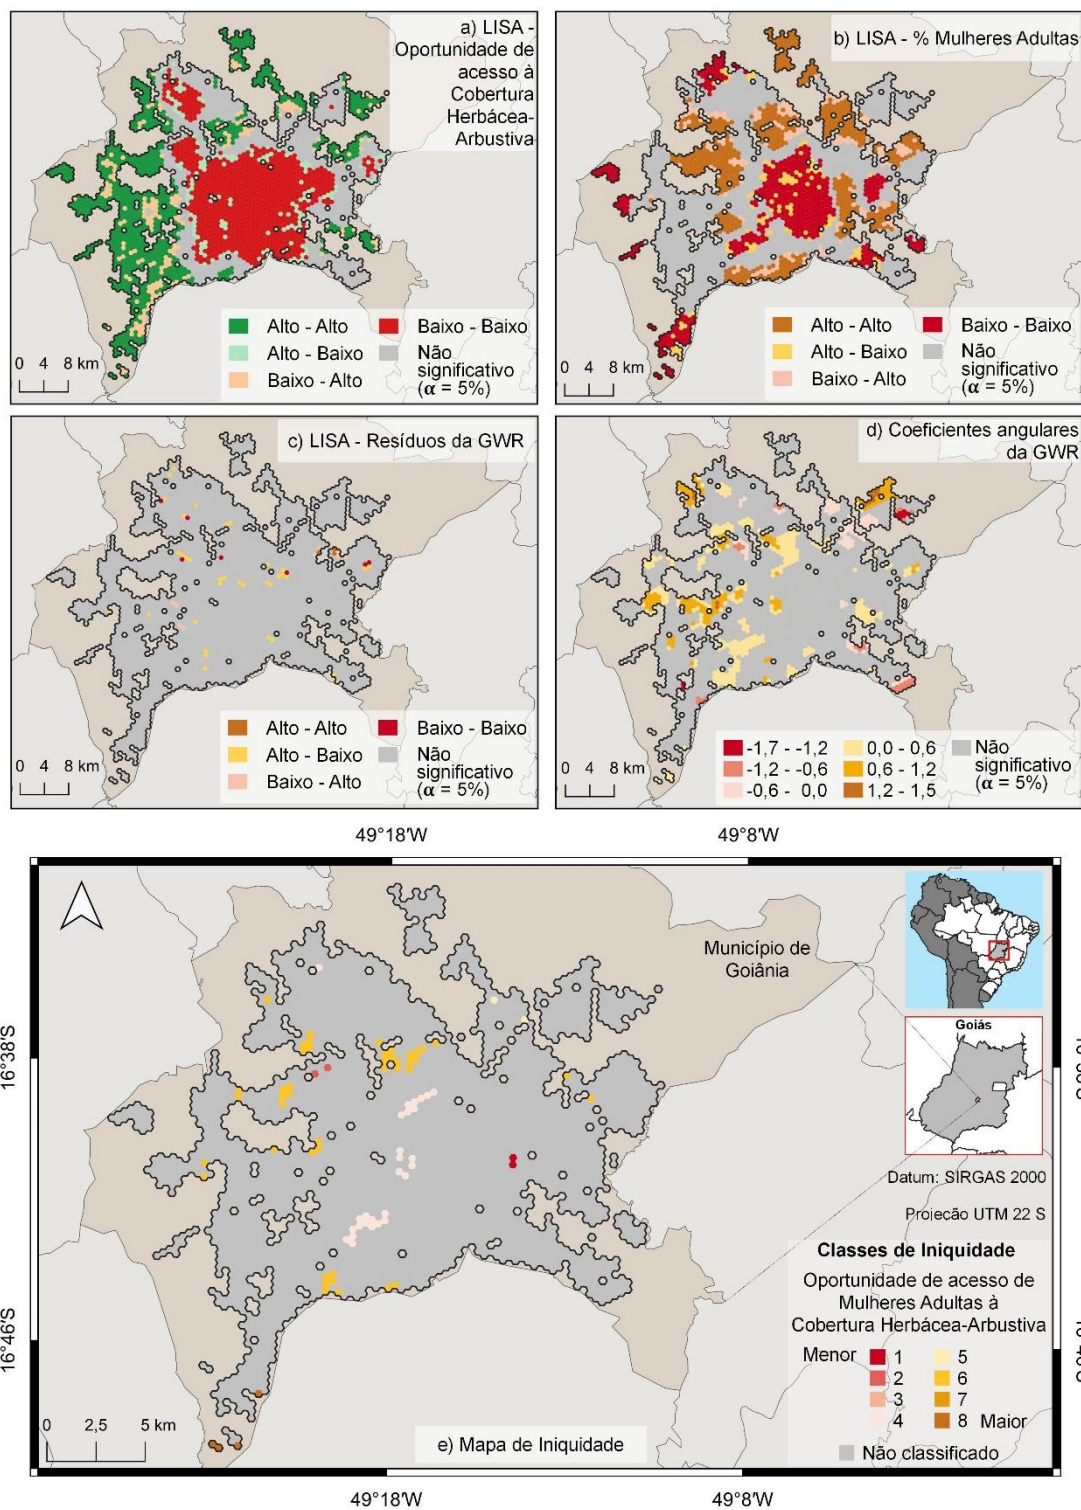 a) LISA -
Oportunidade de
acesso à
Cobertura
Herbácea-
Arbustiva
Alto - Alto
Baixo - Baixo
Alto - Baixo
Não
significativo
(α = 5%)
Baixo - Alto
0 4 8 km
b) LISA - % Mulheres Adultas
Alto - Alto
Baixo - Baixo
Alto - Baixo
Não
significativo
(α = 5%)
Baixo - Alto
0 4 8 km
c) LISA - Resíduos da GWR
Alto - Alto
Baixo - Baixo
Alto - Baixo
Não
significativo
(α = 5%)
Baixo - Alto
0 4 8 km
d) Coeficientes angulares
da GWR
-1,7 - -1,2
-1,2 - -0,6
-0,6 - 0,0
0,0 - 0,6
0,6 - 1,2
1,2 - 1,5
Não
significativo
(α = 5%)
0 4 8 km
49°18'W
49°8'W
16°38'S
16°46'S
Município de
Goiânia
Goiás
Datum: SIRGAS 2000
Projeção UTM 22 S
Classes de Iniquidade
Oportunidade de acesso de
Mulheres Adultas à
Cobertura Herbácea-Arbustiva
Menor 1 5
2 6
3 7
4 8 Maior
Não classificado
0 2,5 5 km
e) Mapa de Iniquidade
49°18'W
49°8'W